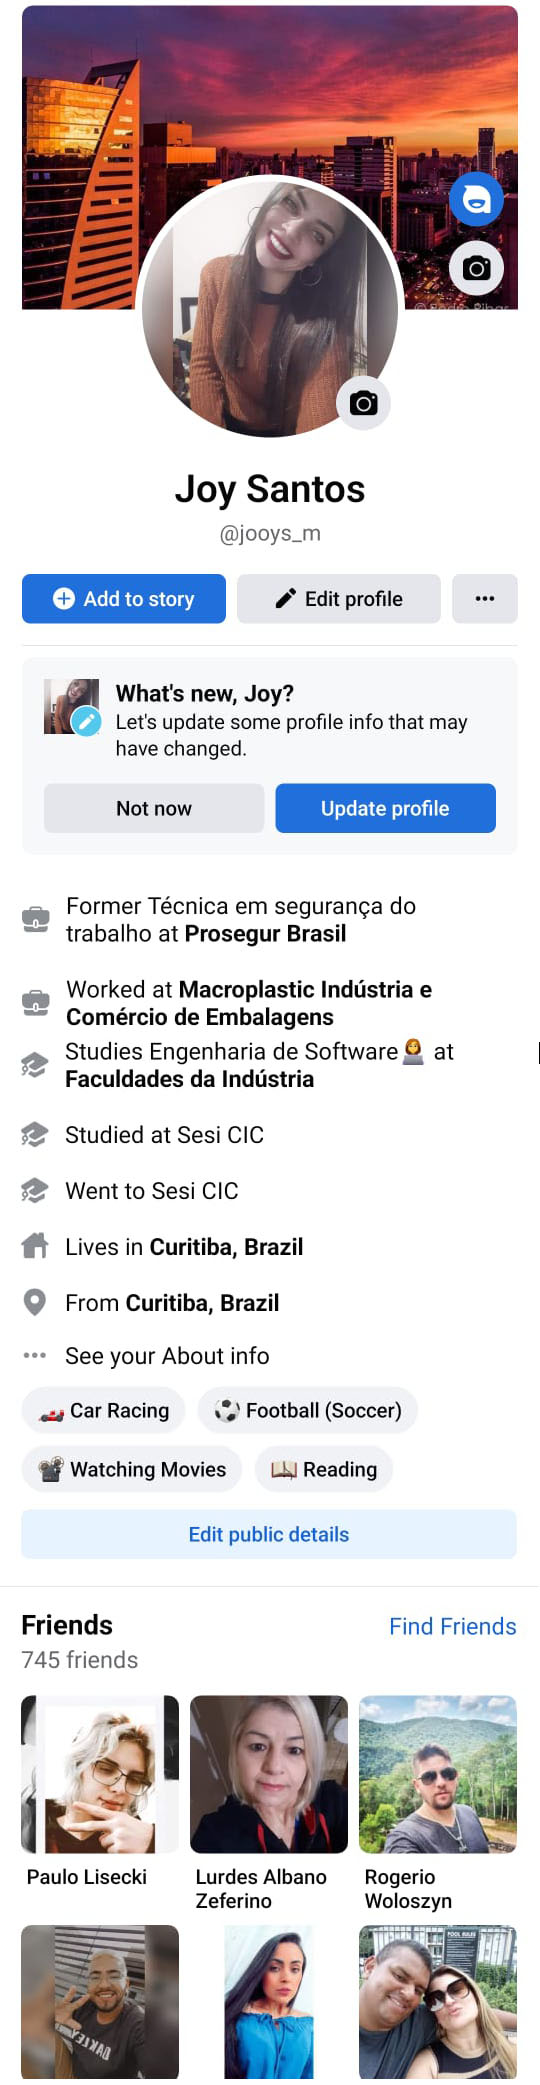 Joy Santos
@jooys_m
Add to story
Edit profile
What's new, Joy?
Let's update some profile info that may
have changed.
Not now
Update profile
Former Técnica em segurança do
trabalho at Prosegur Brasil
Worked at Macroplastic Indústria e
Comércio de Embalagens
Studies Engenharia de Software👩‍💻 at
Faculdades da Indústria
Studied at Sesi CIC
Went to Sesi CIC
Lives in Curitiba, Brazil
From Curitiba, Brazil
See your About info
Car Racing
Football (Soccer)
Watching Movies
Reading
Edit public details
Friends
Find Friends
745 friends
Paulo Lisecki
Lurdes Albano
Zeferino
Rogerio
Woloszyn
POOL RULES